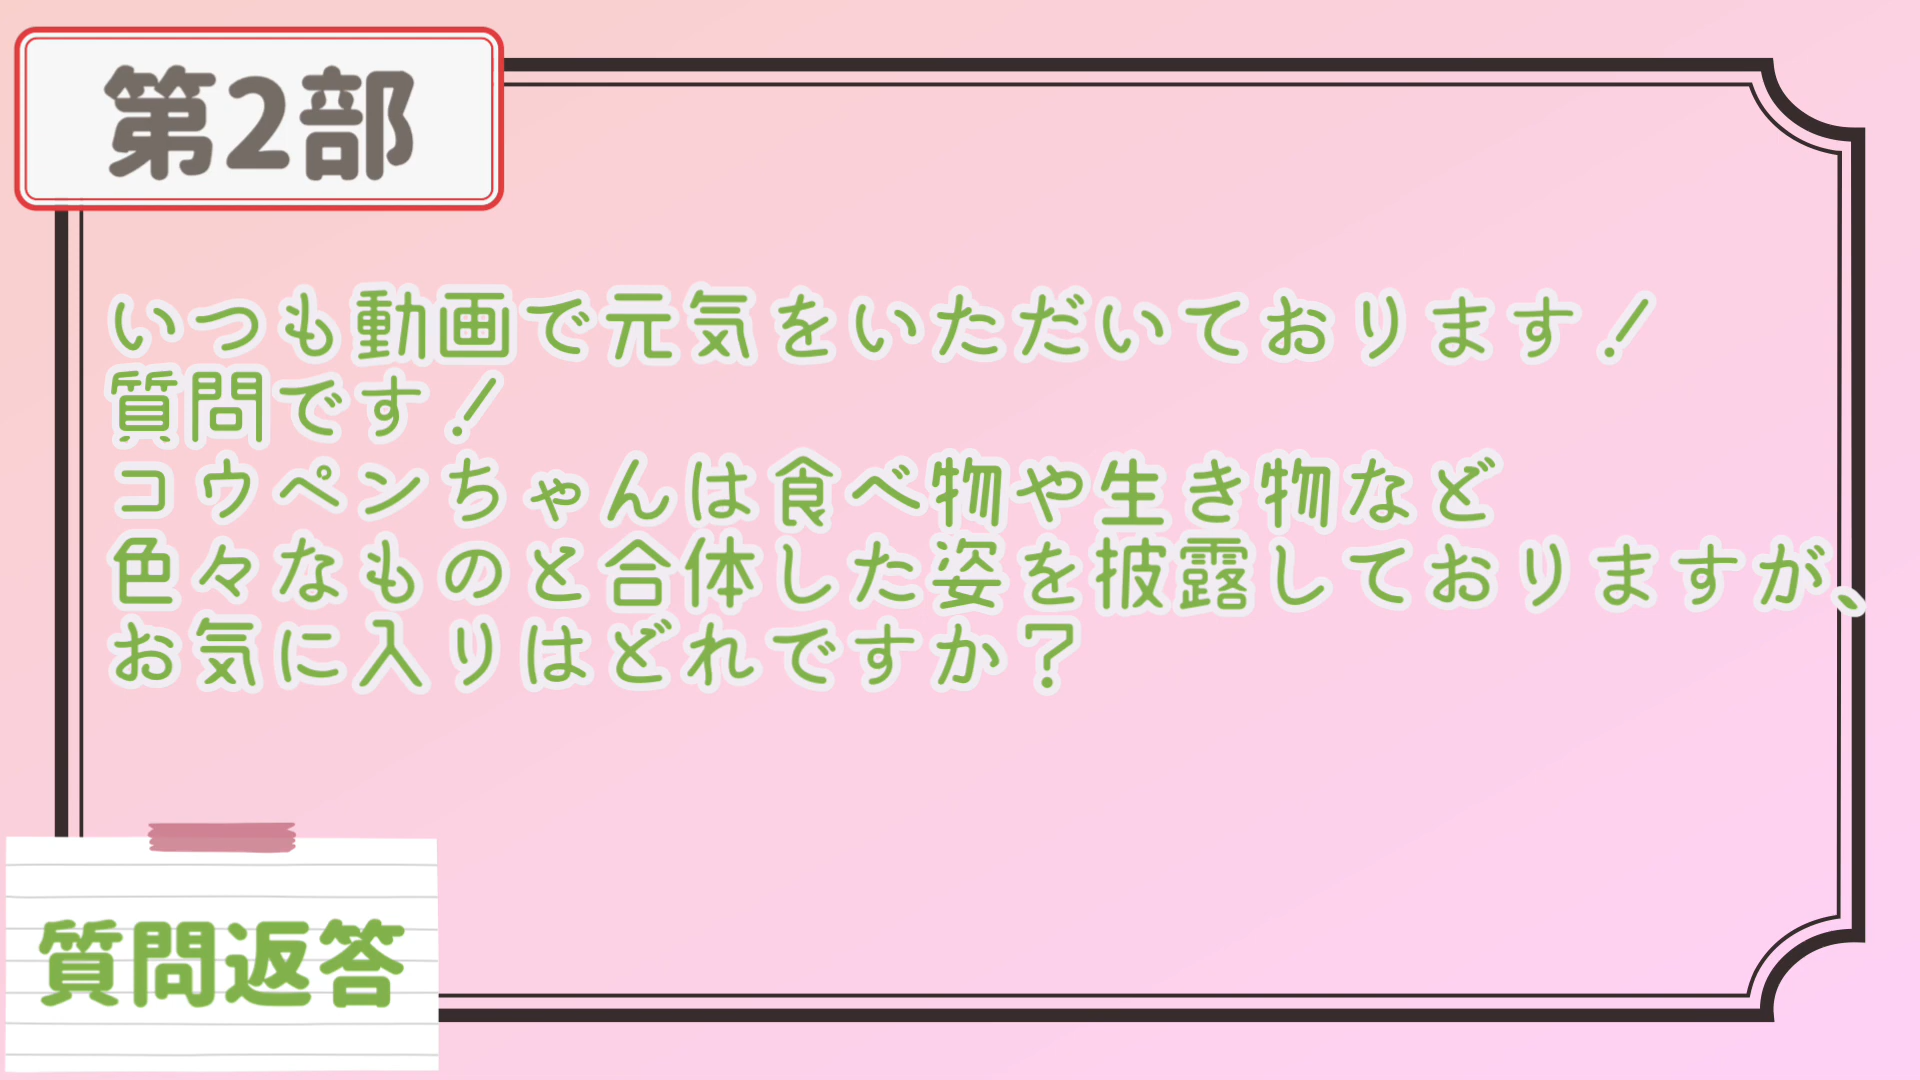 第2部
いつも動画で元気をいただいております！
質問です！
コウペンちゃんは食べ物や生き物など
色々なものと合体した姿を披露しておりますが、
お気に入りはどれですか？
質問返答